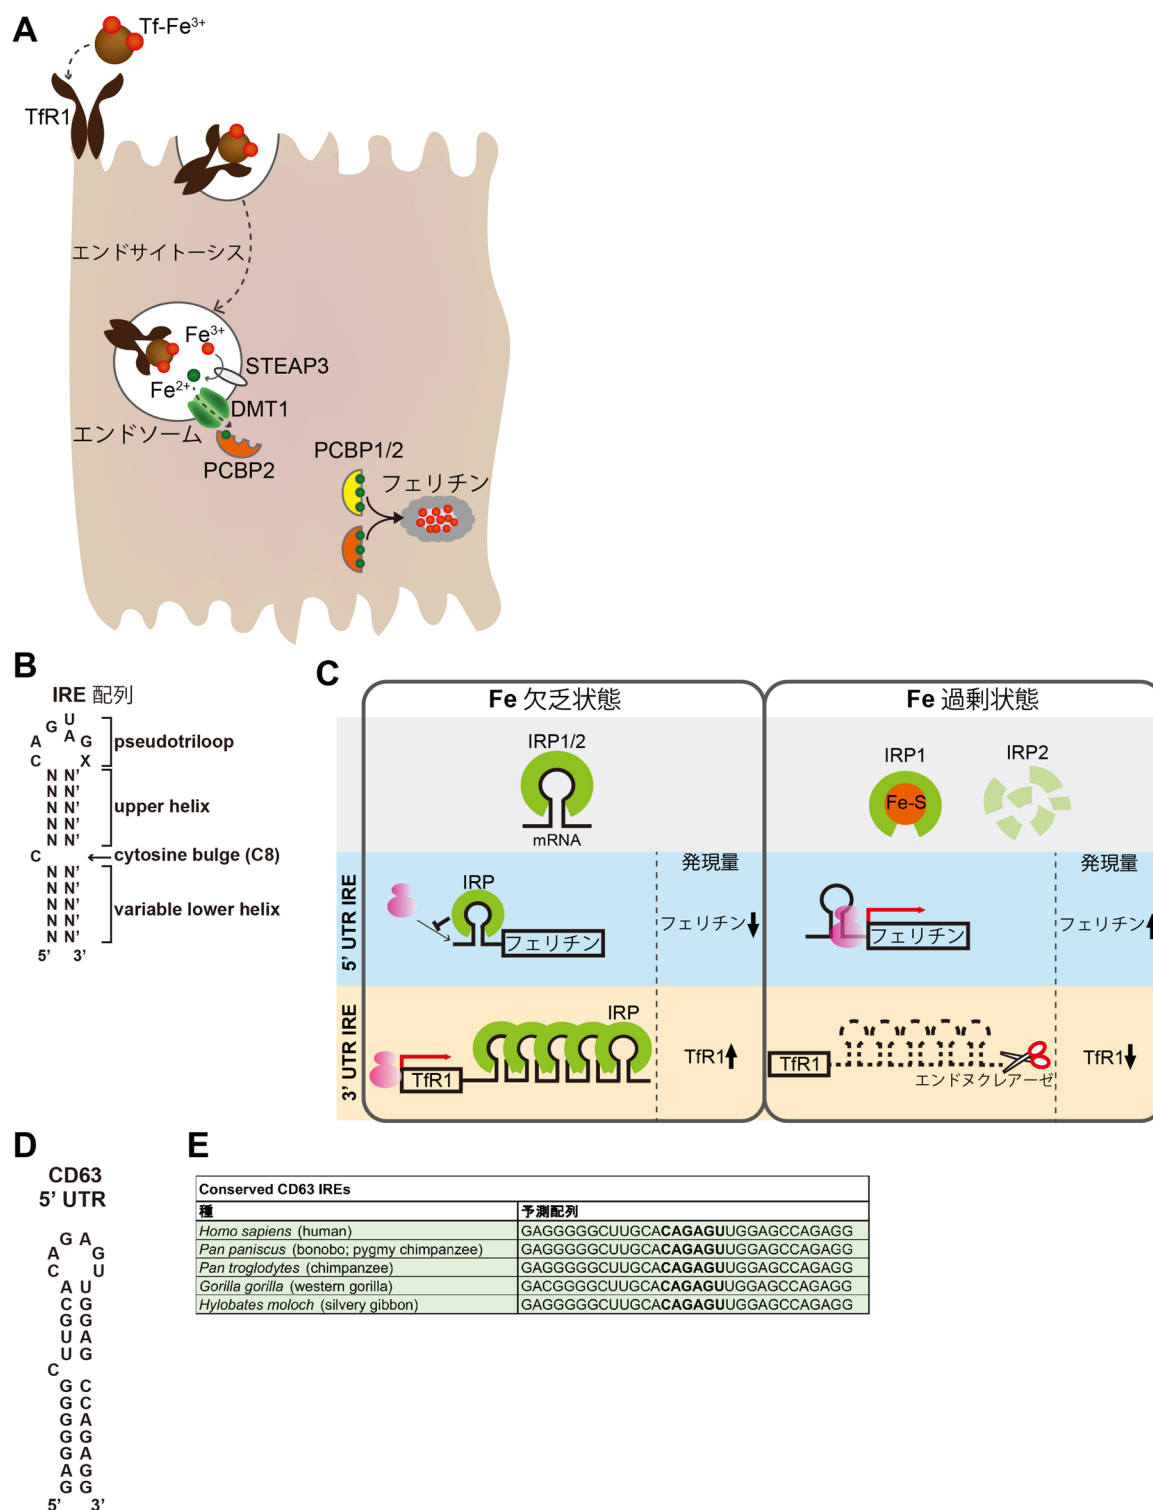 A
Tf-Fe³⁺
TfR1
エンドサイトーシス
Fe³⁺
STEAP3
Fe²⁺
DMT1
エンドソーム
PCBP2
PCBP1/2
フェリチン
B
IRE 配列
U
G A
A G
C X
pseudotriloop
N N’
N N’
N N’
N N’
N N’
upper helix
C
cytosine bulge (C8)
N N’
N N’
N N’
N N’
N N’
variable lower helix
5’ 3’
C
Fe 欠乏状態
Fe 過剰状態
IRP1/2
mRNA
IRP1
Fe-S
IRP2
5’ UTR IRE
IRP
フェリチン
発現量
フェリチン
フェリチン
発現量
フェリチン
3’ UTR IRE
IRP
TfR1
TfR1
TfR1
エンドヌクレアーゼ
TfR1
D
CD63
5’ UTR
G A
A G
C U
A U
C G
G G
U A
U G
C
G C
G C
G A
G G
G A
A G
G G
5’ 3’
E
Conserved CD63 IREs
種 予測配列
Homo sapiens (human) GAGGGGGCUUGCACAGAGUUUGGAGCCAGAGG
Pan paniscus (bonobo; pygmy chimpanzee) GAGGGGGCUUGCACAGAGUUUGGAGCCAGAGG
Pan troglodytes (chimpanzee) GAGGGGGCUUGCACAGAGUUUGGAGCCAGAGG
Gorilla gorilla (western gorilla) GACGGGGCUUGCACAGAGUUUGGAGCCAGAGG
Hylobates moloch (silvery gibbon) GAGGGGGCUUGCACAGAGUUUGGAGCCAGAGG